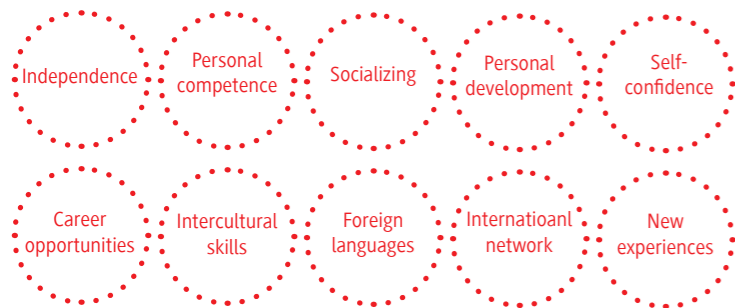 Independence
Personal
competence
Socializing
Personal
development
Self-
confidence
Career
opportunities
Intercultural
skills
Foreign
languages
Internatioanl
network
New
experiences